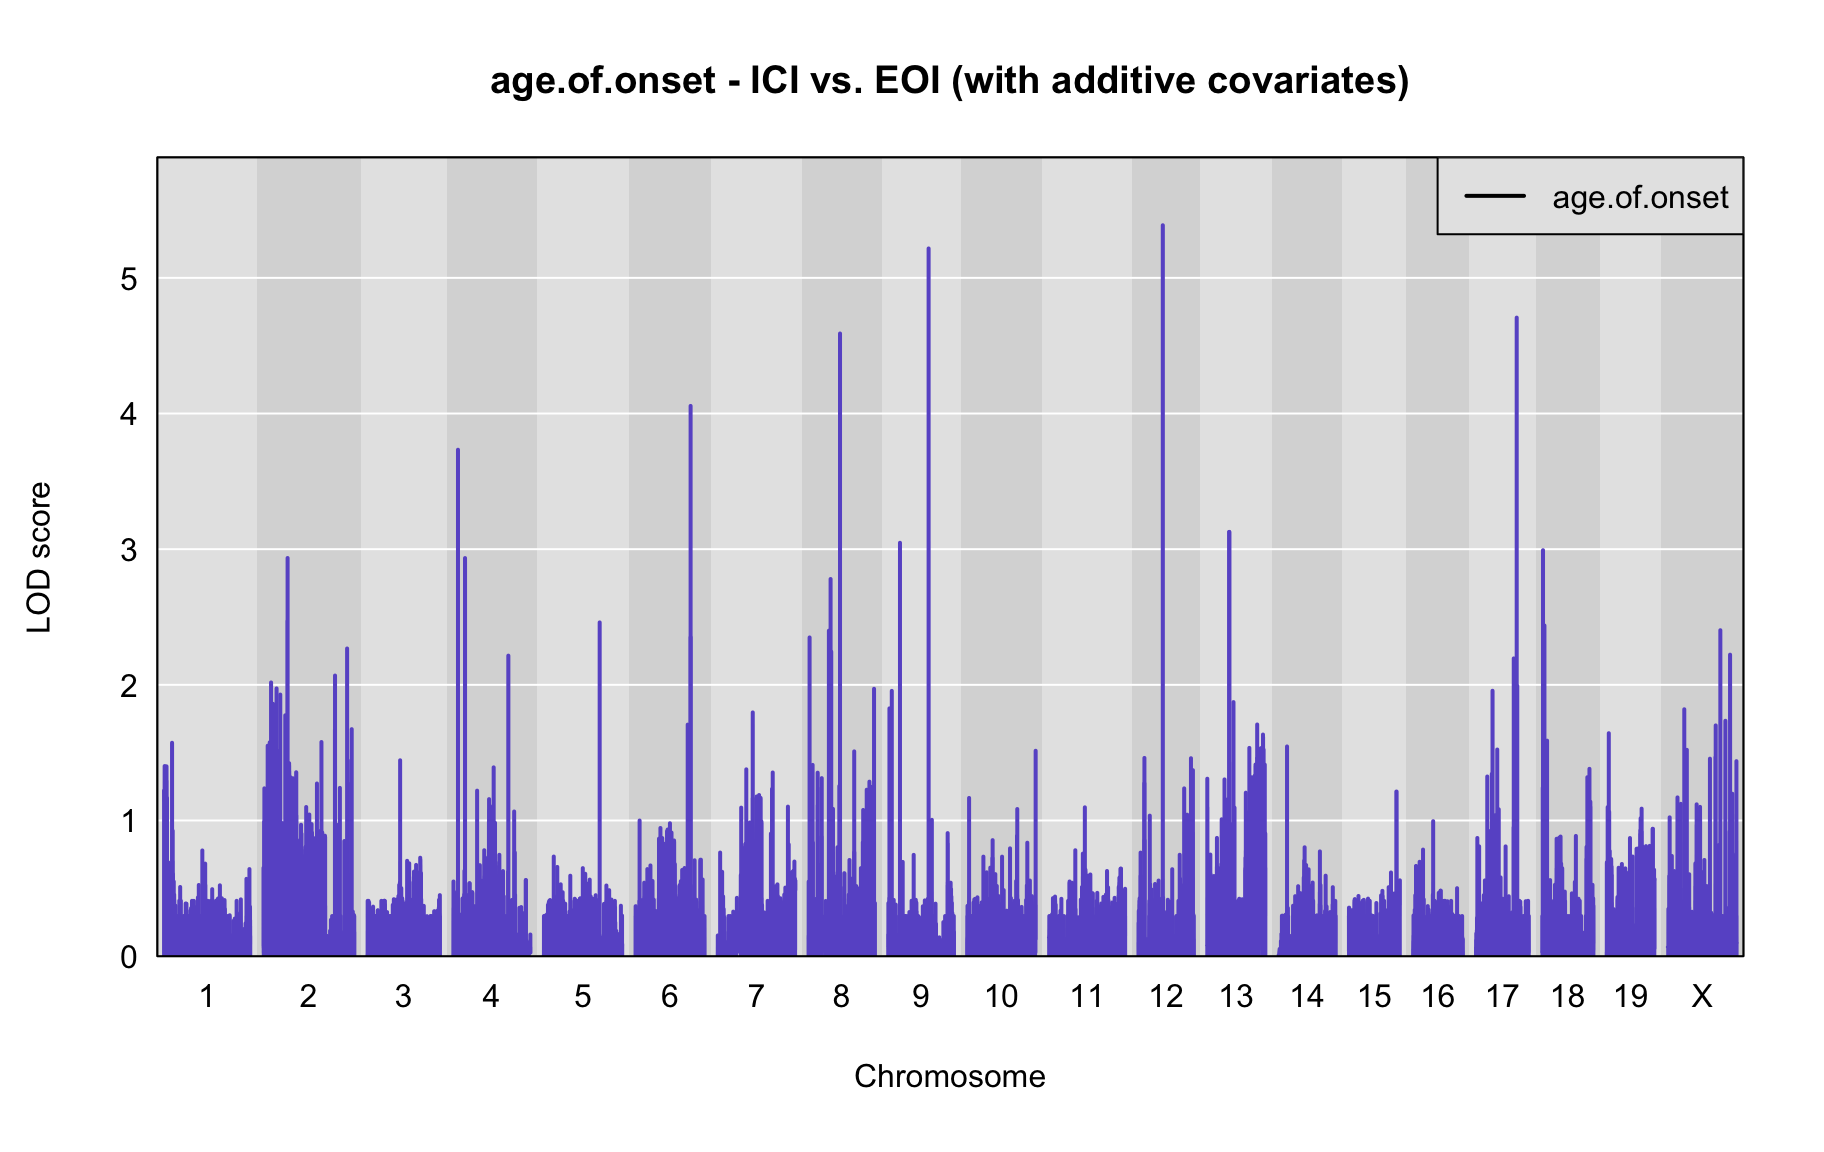 age.of.onset - ICI vs. EOI (with additive covariates)
age.of.onset
LOD score
5
4
3
2
1
0
1 2 3 4 5 6 7 8 9 10 11 12 13 14 15 16 17 18 19 X
Chromosome